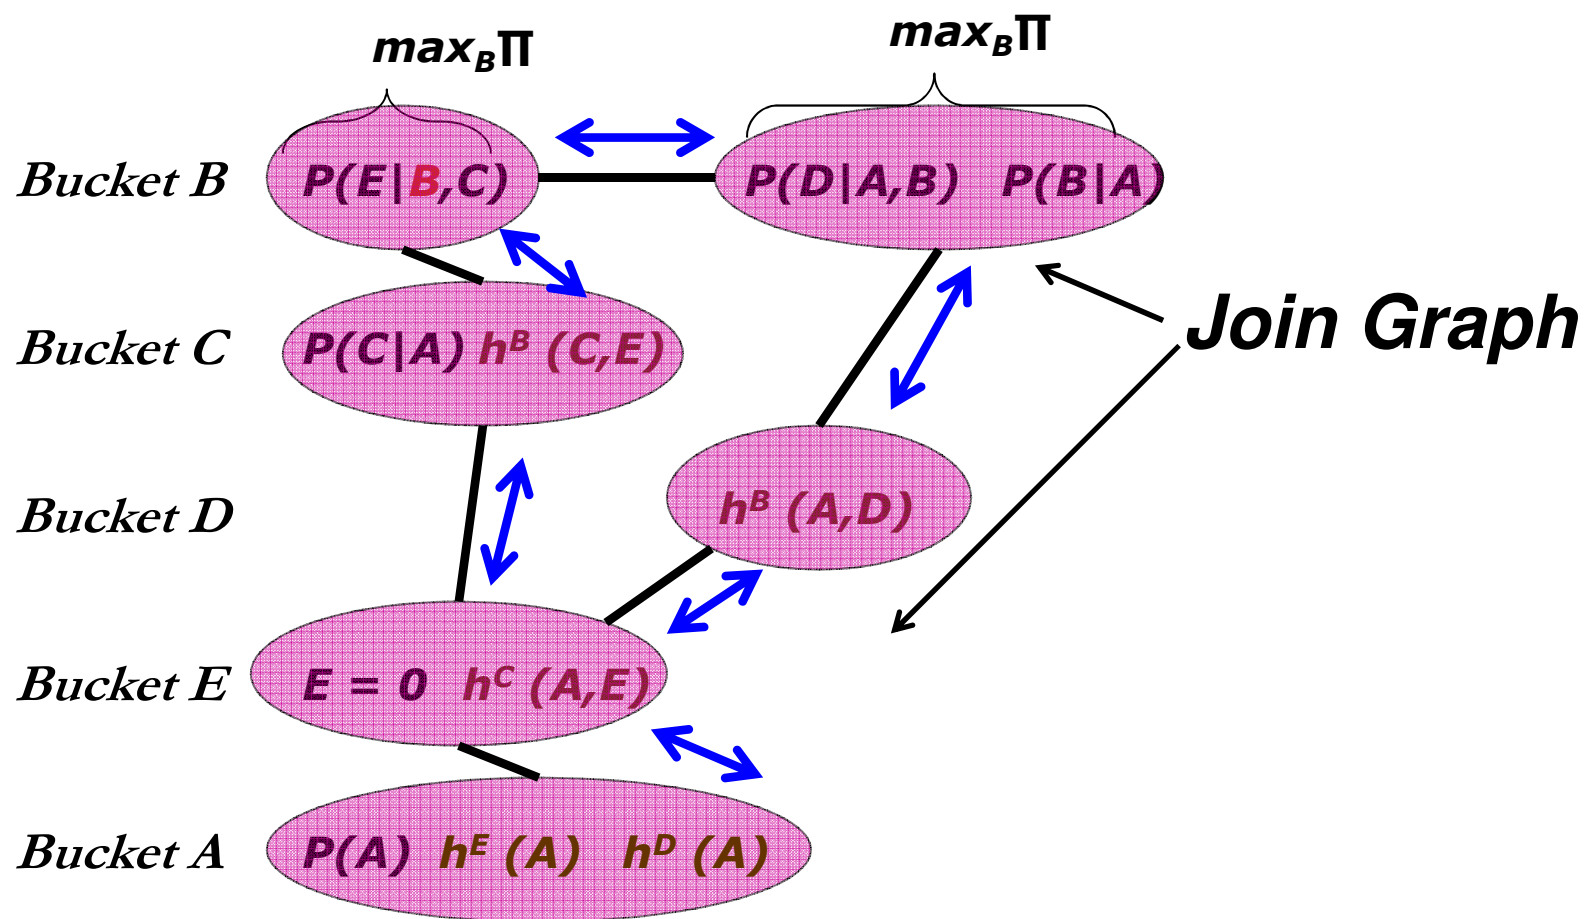 max_B∏ max_B∏
Bucket B P(E|B,C) P(D|A,B) P(B|A)
Join Graph
Bucket C P(C|A) h^B (C,E)
Bucket D h^B (A,D)
Bucket E E = 0 h^C (A,E)
Bucket A P(A) h^E (A) h^D (A)